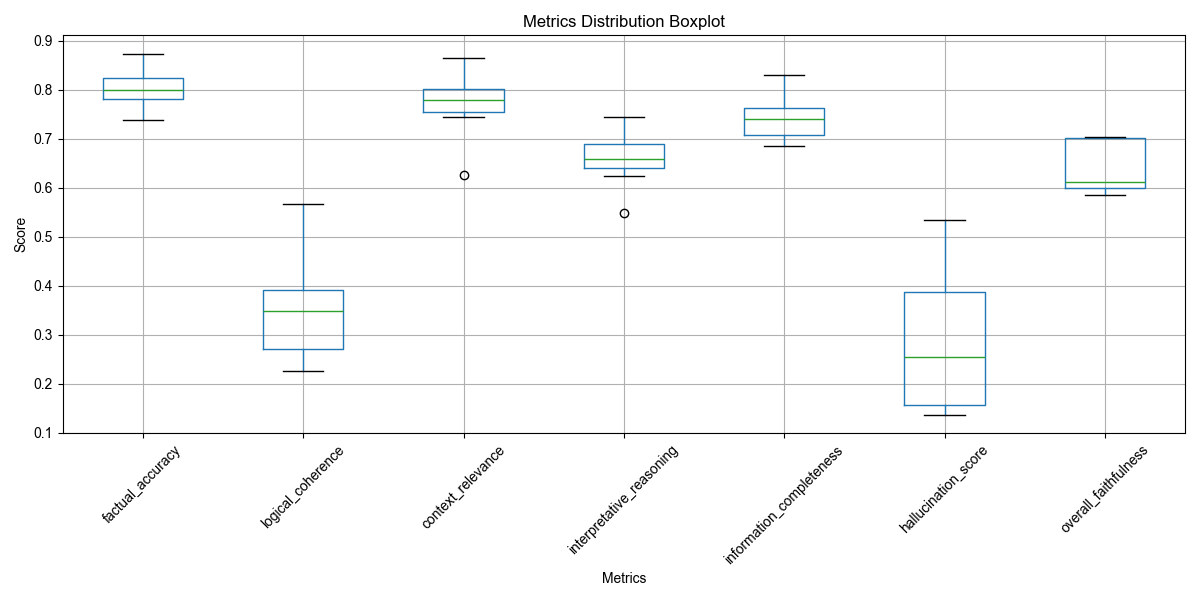 Metrics Distribution Boxplot
0.9
0.8
0.7
0.6
0.5
0.4
0.3
0.2
0.1
Score
factual_accuracy
logical_coherence
context_relevance
interpretative_reasoning
information_completeness
hallucination_score
overall_faithfulness
Metrics